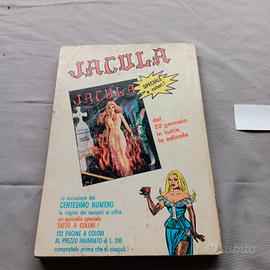 JACULA
SPECIALE
a colori!
JACULA
dal
22 gennaio
in tutte
le edicole
in occasione del
CENTESIMO NUMERO
la regina dei vampiri vi offre
un episodio speciale
TUTTO A COLORI!
132 PAGINE A COLORI
AL PREZZO INVARIATO di L. 200
compratelo prima che si coaguli!
subito